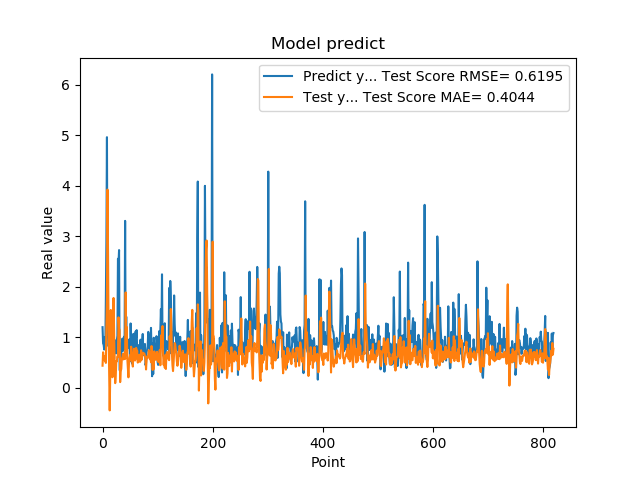 Model predict
Predict y... Test Score RMSE= 0.6195
Test y... Test Score MAE= 0.4044
6
5
4
3
2
1
0
Real value
0 200 400 600 800
Point